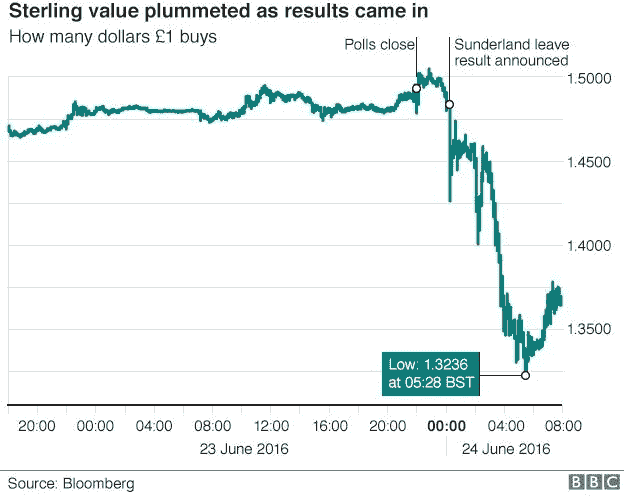 Sterling value plummeted as results came in
How many dollars £1 buys
Polls close
Sunderland leave
result announced
1.5000
1.4500
1.4000
1.3500
Low: 1.3236
at 05:28 BST
20:00 00:00 04:00 08:00 12:00 16:00 20:00 00:00 04:00 08:00
23 June 2016 24 June 2016
Source: Bloomberg BBC